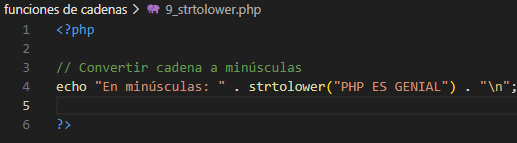 funciones de cadenas > 9_strtolower.php
1 <?php
2
3 // Convertir cadena a minúsculas
4 echo "En minúsculas: " . strtolower("PHP ES GENIAL") . "\n";
5
6 ?>